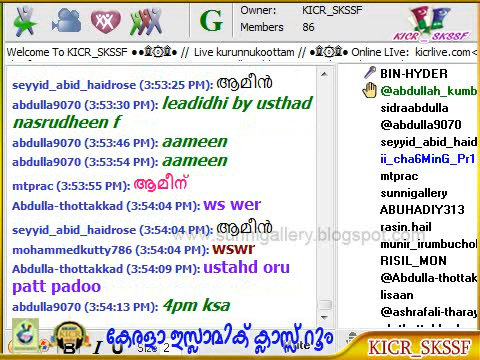 Owner: KICR_SKSSF
G Members 86
KICR_SKSSF
Welcome To KICR_SKSSF ●●۩۞۩● // Live kurunnukoottam // ●۩۞۩● Online LIve: kicrlive.com
seyyid_abid_haidrose (3:53:25 PM): ആമീൻ
abdulla9070 (3:53:30 PM): leadidhi by usthad
nasrudheen f
abdulla9070 (3:53:46 PM): aameen
abdulla9070 (3:53:54 PM): aameen
mtprac (3:53:55 PM): ആമീന്
Abdulla-thottakkad (3:54:04 PM): ws wer
seyyid_abid_haidrose (3:54:04 PM): ആമീൻ
www.sunnigallery.blogspot.com
mohammedkutty786 (3:54:04 PM): wswr
Abdulla-thottakkad (3:54:09 PM): ustahd oru
patt padoo
abdulla9070 (3:54:13 PM): 4pm ksa
BIN-HYDER
@abdullah_kumb
sidraabdulla
@abdulla9070
seyyid_abid_haid
ii_cha6MinG_Pr1
mtprac
sunnigallery
ABUHADIY313
rasin.hail
munir_irumbuchol
RISIL_MON
@Abdulla-thottak
lisaan
@ashrafali-tharay
KICR
കേരളാ ഇസ്ലാമിക് ക്ലാസ്സ് റൂം
B I U Size 2
KICR_SKSSF